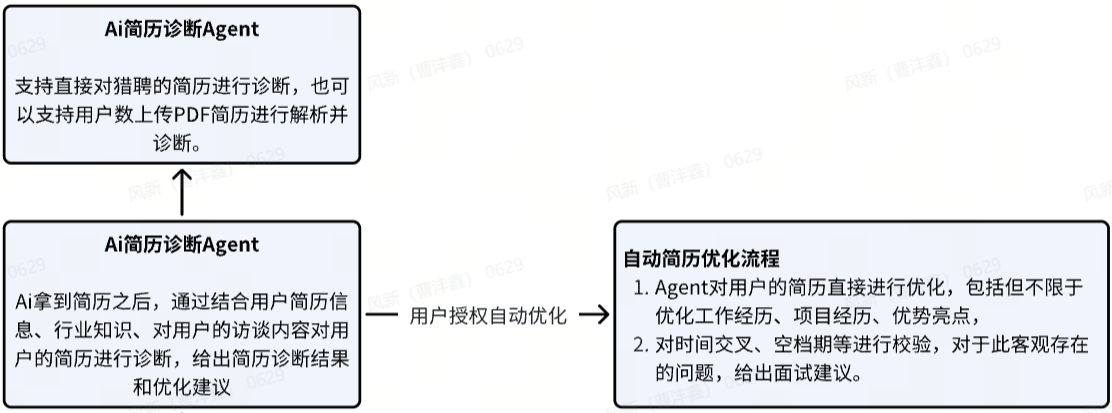 Ai简历诊断Agent
支持直接对猎聘的简历进行诊断，也可
以支持用户数上传PDF简历进行解析并
诊断。
Ai简历诊断Agent
Ai拿到简历之后，通过结合用户简历信
息、行业知识、对用户的访谈内容对用
户的简历进行诊断，给出简历诊断结果
和优化建议
用户授权自动优化
自动简历优化流程
1. Agent对用户的简历直接进行优化，包括但不限于
优化工作经历、项目经历、优势亮点，
2. 对时间交叉、空档期等进行校验，对于此客观存在
的问题，给出面试建议。
风新（曹沣鑫） 0629